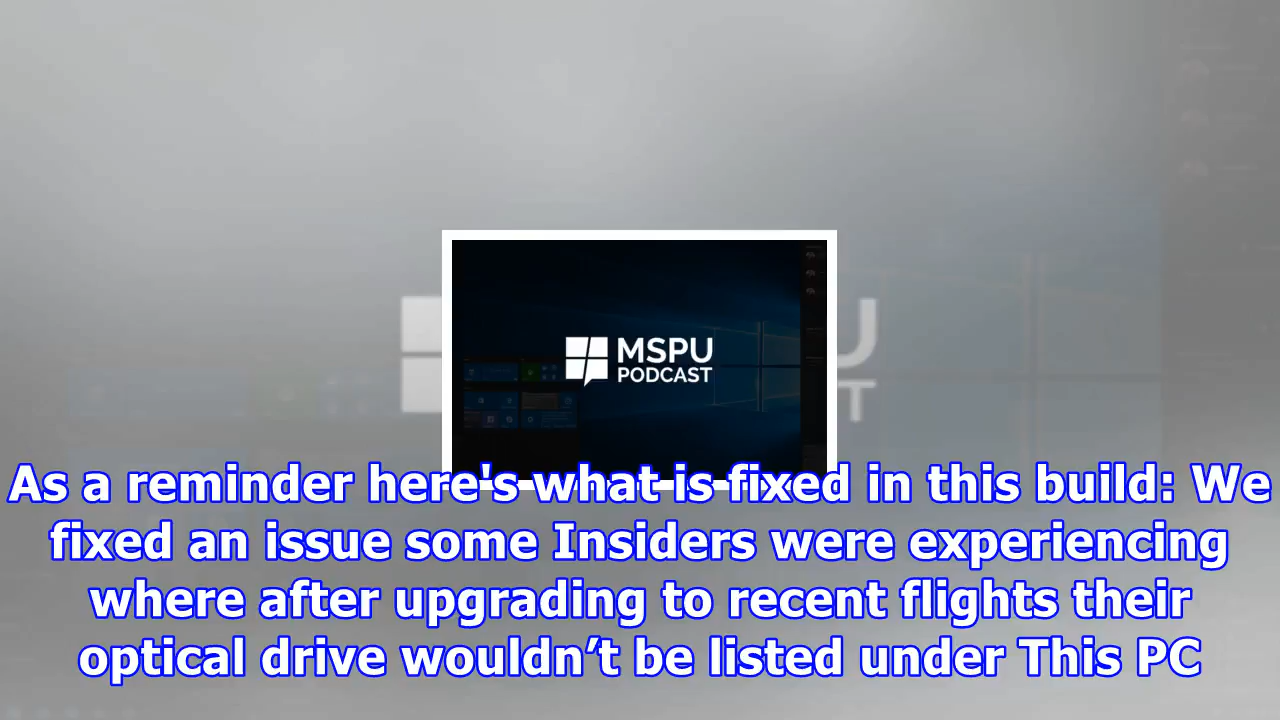 MSPU
PODCAST
U
ST
As a reminder here's what is fixed in this build: We
fixed an issue some Insiders were experiencing
where after upgrading to recent flights their
optical drive wouldn’t be listed under This PC